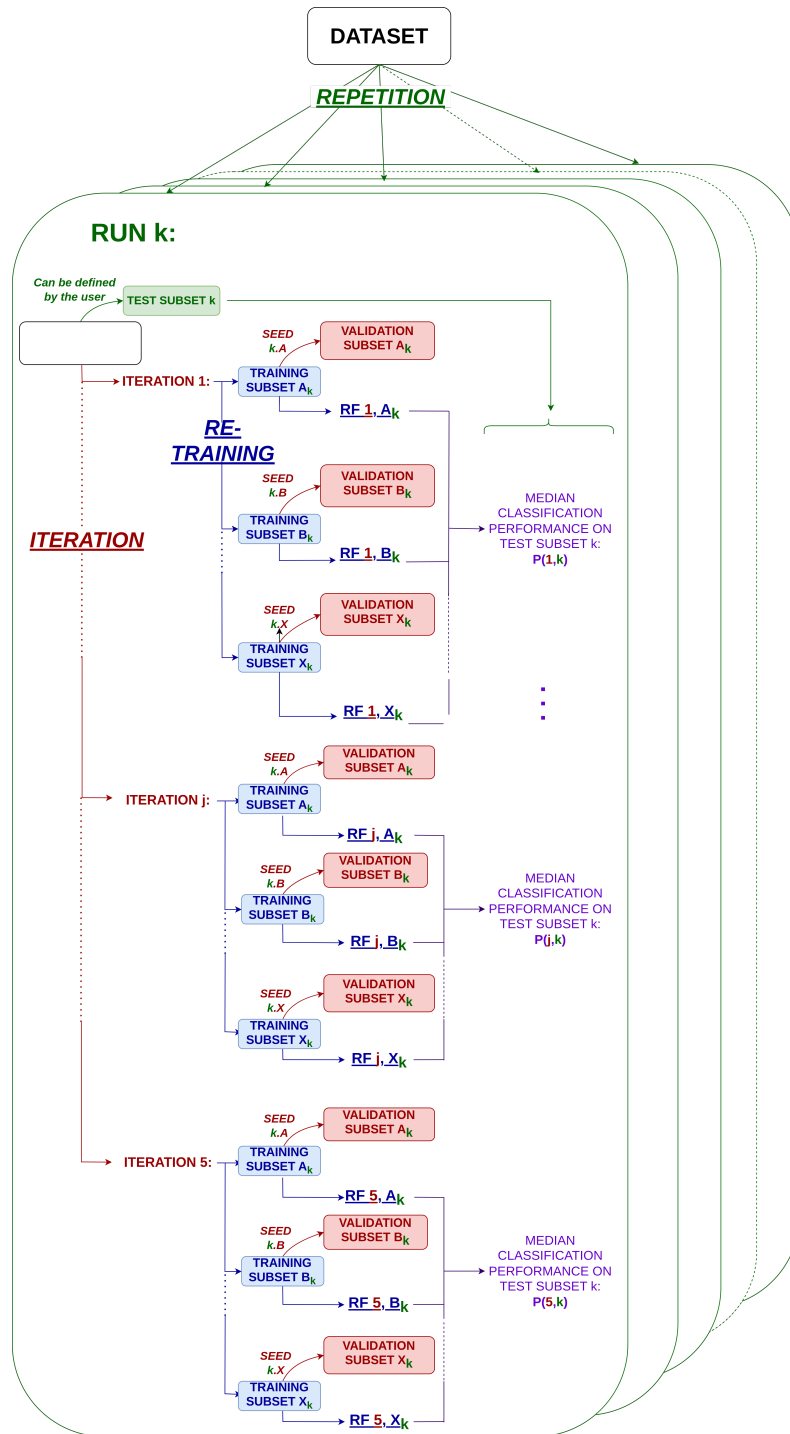 DATASET
REPETITION
RUN k:
Can be defined
by the user
TEST SUBSET k
SEED
k.A
VALIDATION
SUBSET Ak
ITERATION 1:
TRAINING
SUBSET Ak
RF 1, Ak
RE-
TRAINING
SEED
k.B
VALIDATION
SUBSET Bk
TRAINING
SUBSET Bk
RF 1, Bk
MEDIAN
CLASSIFICATION
PERFORMANCE ON
TEST SUBSET k:
P(1,k)
ITERATION
SEED
k.X
VALIDATION
SUBSET Xk
TRAINING
SUBSET Xk
RF 1, Xk
SEED
k.A
VALIDATION
SUBSET Ak
ITERATION j:
TRAINING
SUBSET Ak
RF j, Ak
SEED
k.B
VALIDATION
SUBSET Bk
TRAINING
SUBSET Bk
RF j, Bk
MEDIAN
CLASSIFICATION
PERFORMANCE ON
TEST SUBSET k:
P(j,k)
SEED
k.X
VALIDATION
SUBSET Xk
TRAINING
SUBSET Xk
RF j, Xk
SEED
k.A
VALIDATION
SUBSET Ak
ITERATION 5:
TRAINING
SUBSET Ak
RF 5, Ak
SEED
k.B
VALIDATION
SUBSET Bk
TRAINING
SUBSET Bk
RF 5, Bk
MEDIAN
CLASSIFICATION
PERFORMANCE ON
TEST SUBSET k:
P(5,k)
SEED
k.X
VALIDATION
SUBSET Xk
TRAINING
SUBSET Xk
RF 5, Xk